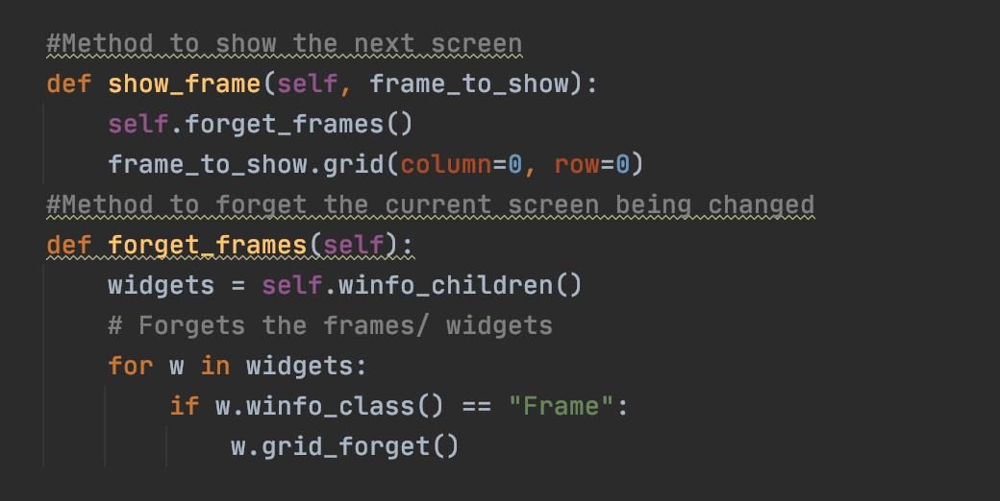 #Method to show the next screen
def show_frame(self, frame_to_show):
    self.forget_frames()
    frame_to_show.grid(column=0, row=0)
#Method to forget the current screen being changed
def forget_frames(self):
    widgets = self.winfo_children()
    # Forgets the frames/ widgets
    for w in widgets:
        if w.winfo_class() == "Frame":
            w.grid_forget()